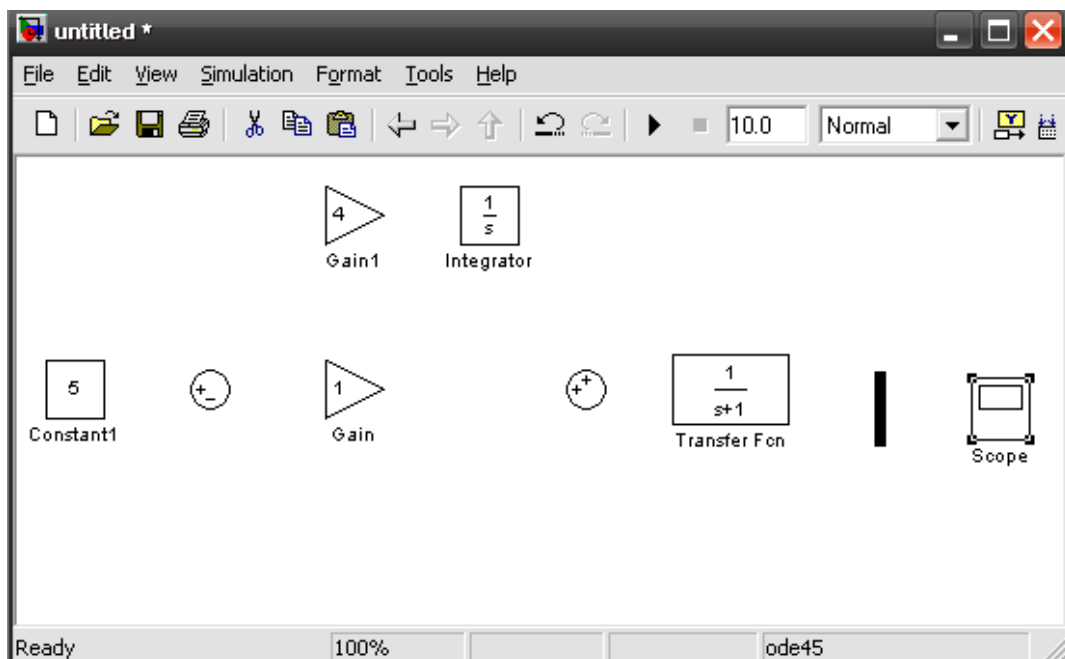 untitled *
File Edit View Simulation Format Tools Help
10.0 Normal
4
1
s
Gain1 Integrator
5
+
-
1
+
+
1
s+1
Constant1 Gain Transfer Fcn Scope
Ready 100% ode45